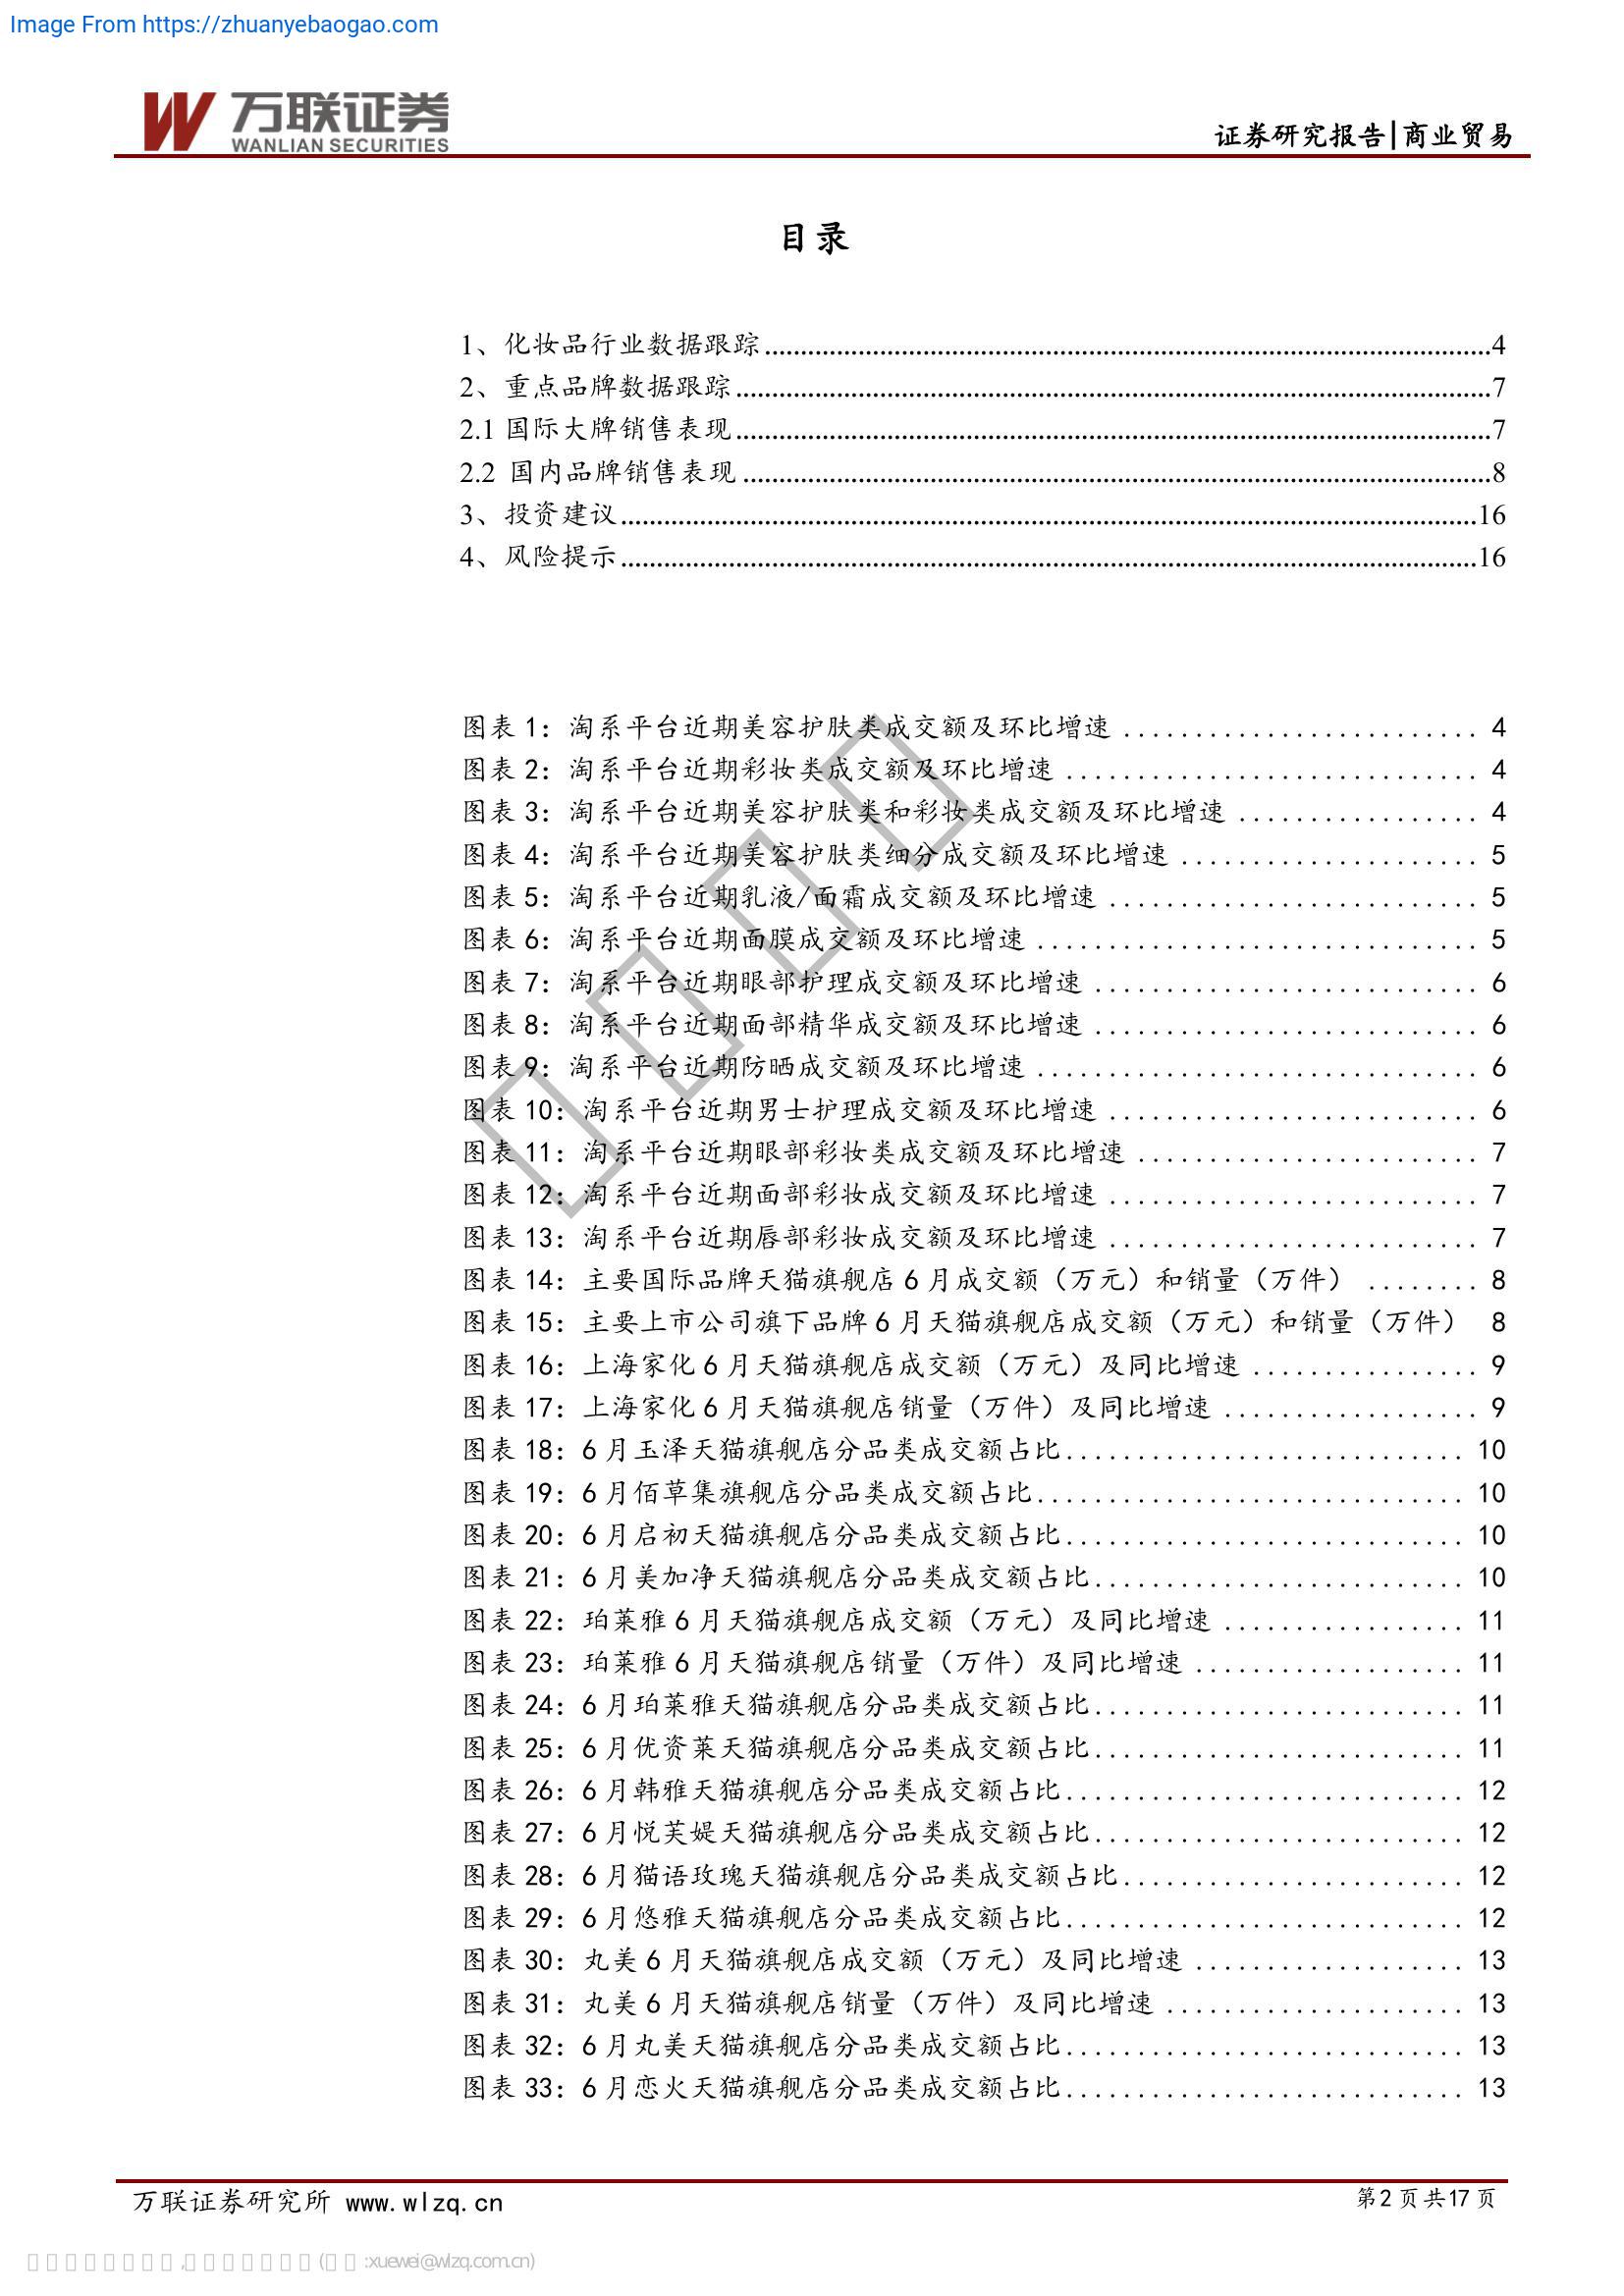 Image From https://zhuanyebaogao.com
万联证券
WANLIAN SECURITIES
证券研究报告|商业贸易
目录
1、化妆品行业数据跟踪....................4
2、重点品牌数据跟踪....................7
2.1 国际大牌销售表现....................7
2.2 国内品牌销售表现....................8
3、投资建议....................16
4、风险提示....................16
图表 1：淘系平台近期美容护肤类成交额及环比增速 .................... 4
图表 2：淘系平台近期彩妆类成交额及环比增速 .................... 4
图表 3：淘系平台近期美容护肤类和彩妆类成交额及环比增速 .................... 4
图表 4：淘系平台近期美容护肤类细分成交额及环比增速 .................... 5
图表 5：淘系平台近期乳液/面霜成交额及环比增速 .................... 5
图表 6：淘系平台近期面膜成交额及环比增速 .................... 5
图表 7：淘系平台近期眼部护理成交额及环比增速 .................... 6
图表 8：淘系平台近期面部精华成交额及环比增速 .................... 6
图表 9：淘系平台近期防晒成交额及环比增速 .................... 6
图表 10：淘系平台近期男士护理成交额及环比增速 .................... 6
图表 11：淘系平台近期眼部彩妆类成交额及环比增速 .................... 7
图表 12：淘系平台近期面部彩妆成交额及环比增速 .................... 7
图表 13：淘系平台近期唇部彩妆成交额及环比增速 .................... 7
图表 14：主要国际品牌天猫旗舰店 6 月成交额（万元）和销量（万件） ........ 8
图表 15：主要上市公司旗下品牌 6 月天猫旗舰店成交额（万元）和销量（万件） 8
图表 16：上海家化 6 月天猫旗舰店成交额（万元）及同比增速 ................ 9
图表 17：上海家化 6 月天猫旗舰店销量（万件）及同比增速 .................. 9
图表 18：6 月玉泽天猫旗舰店分品类成交额占比.................... 10
图表 19：6 月佰草集旗舰店分品类成交额占比.................... 10
图表 20：6 月启初天猫旗舰店分品类成交额占比.................... 10
图表 21：6 月美加净天猫旗舰店分品类成交额占比.................... 10
图表 22：珀莱雅 6 月天猫旗舰店成交额（万元）及同比增速 ................. 11
图表 23：珀莱雅 6 月天猫旗舰店销量（万件）及同比增速 ................... 11
图表 24：6 月珀莱雅天猫旗舰店分品类成交额占比.................... 11
图表 25：6 月优资莱天猫旗舰店分品类成交额占比.................... 11
图表 26：6 月韩雅天猫旗舰店分品类成交额占比.................... 12
图表 27：6 月悦芙媞天猫旗舰店分品类成交额占比.................... 12
图表 28：6 月猫语玫瑰天猫旗舰店分品类成交额占比.................... 12
图表 29：6 月悠雅天猫旗舰店分品类成交额占比.................... 12
图表 30：丸美 6 月天猫旗舰店成交额（万元）及同比增速 ................... 13
图表 31：丸美 6 月天猫旗舰店销量（万件）及同比增速 .................... 13
图表 32：6 月丸美天猫旗舰店分品类成交额占比.................... 13
图表 33：6 月恋火天猫旗舰店分品类成交额占比.................... 13
万联证券研究所 www.wlzq.cn
第 2 页 共 17 页
:xuewei@wlzq.com.cn)